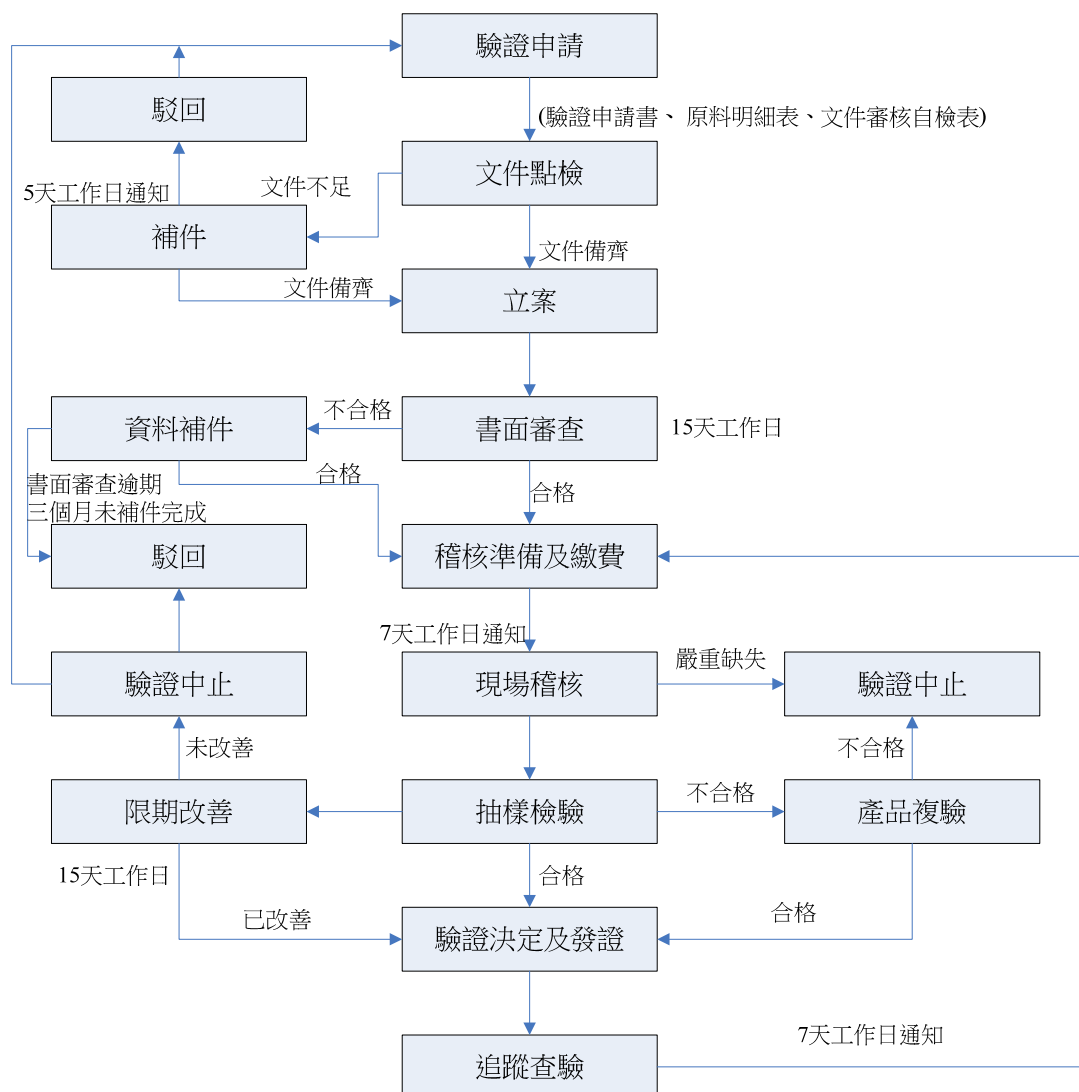 驗證申請
駁回
(驗證申請書、 原料明細表、文件審核自檢表)
文件點檢
5天工作日通知
文件不足
補件
文件備齊
文件備齊
立案
資料補件
不合格
書面審查
15天工作日
合格
書面審查逾期
三個月未補件完成
合格
駁回
稽核準備及繳費
7天工作日通知
驗證中止
現場稽核
嚴重缺失
驗證中止
未改善
不合格
限期改善
抽樣檢驗
不合格
產品複驗
15天工作日
合格
已改善
合格
驗證決定及發證
7天工作日通知
追蹤查驗